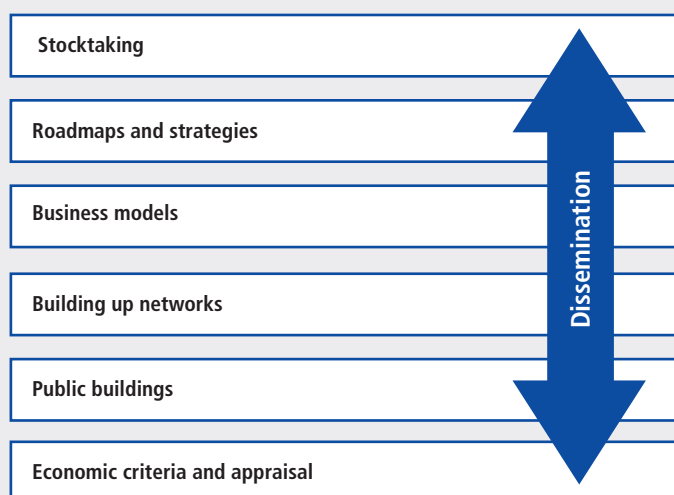 Stocktaking
Roadmaps and strategies
Business models
Building up networks
Public buildings
Economic criteria and appraisal
Dissemination